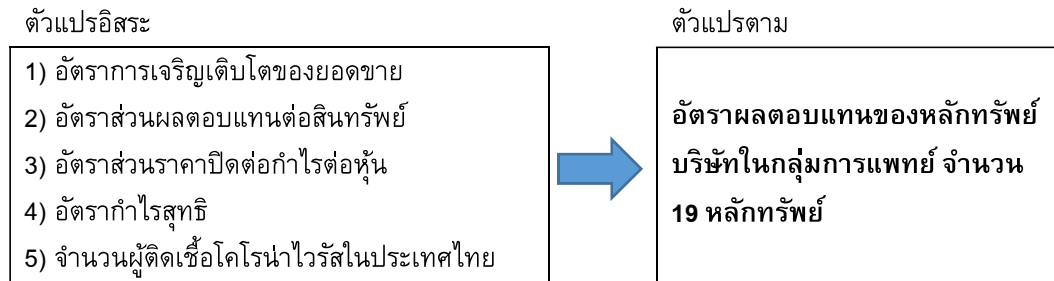 ตัวแปรอิสระ
1) อัตราการเจริญเติบโตของยอดขาย
2) อัตราส่วนผลตอบแทนต่อสินทรัพย์
3) อัตราส่วนราคาปิดต่อกำไรต่อหุ้น
4) อัตรากำไรสุทธิ
5) จำนวนผู้ติดเชื้อโคโรน่าไวรัสในประเทศไทย
ตัวแปรตาม
อัตราผลตอบแทนของหลักทรัพย์
บริษัทในกลุ่มการแพทย์ จำนวน
19 หลักทรัพย์